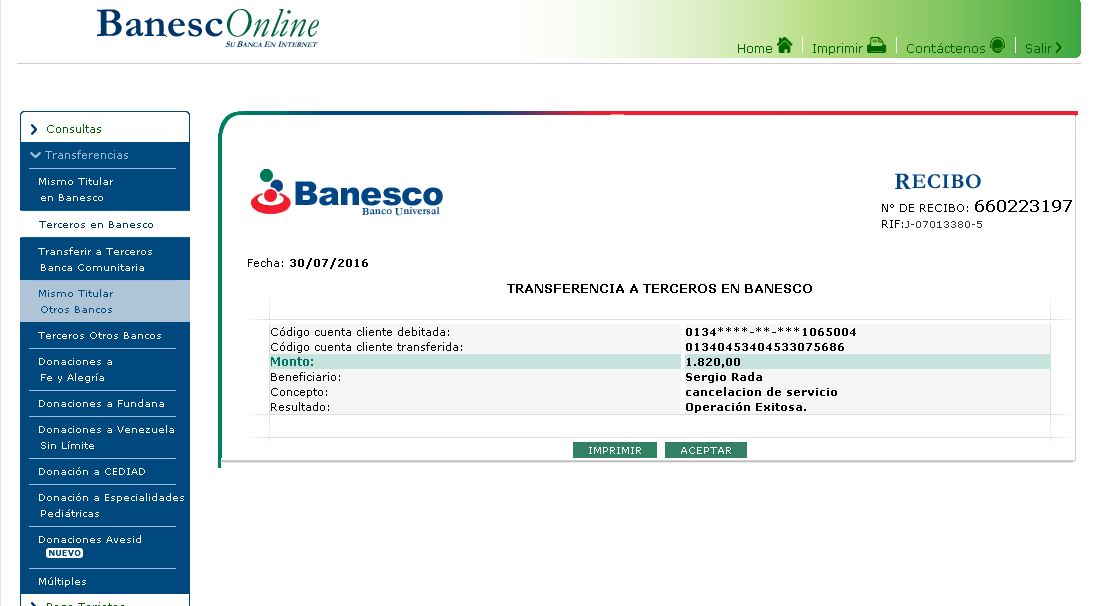 BanescOnline
SU BANCA EN INTERNET
Home Imprimir Contáctenos Salir
Consultas
Transferencias
Mismo Titular
en Banesco
Terceros en Banesco
Transferir a Terceros
Banca Comunitaria
Mismo Titular
Otros Bancos
Terceros Otros Bancos
Donaciones a
Fe y Alegría
Donaciones a Fundana
Donaciones a Venezuela
Sin Límite
Donación a CEDIAD
Donación a Especialidades
Pediátricas
Donaciones Avesid
NUEVO
Múltiples
Banesco
Banco Universal
RECIBO
Nº DE RECIBO: 660223197
RIF:J-07013380-5
Fecha: 30/07/2016
TRANSFERENCIA A TERCEROS EN BANESCO
Código cuenta cliente debitada: 0134****-**-***1065004
Código cuenta cliente transferida: 01340453404533075686
Monto: 1.820,00
Beneficiario: Sergio Rada
Concepto: cancelacion de servicio
Resultado: Operación Exitosa.
IMPRIMIR ACEPTAR